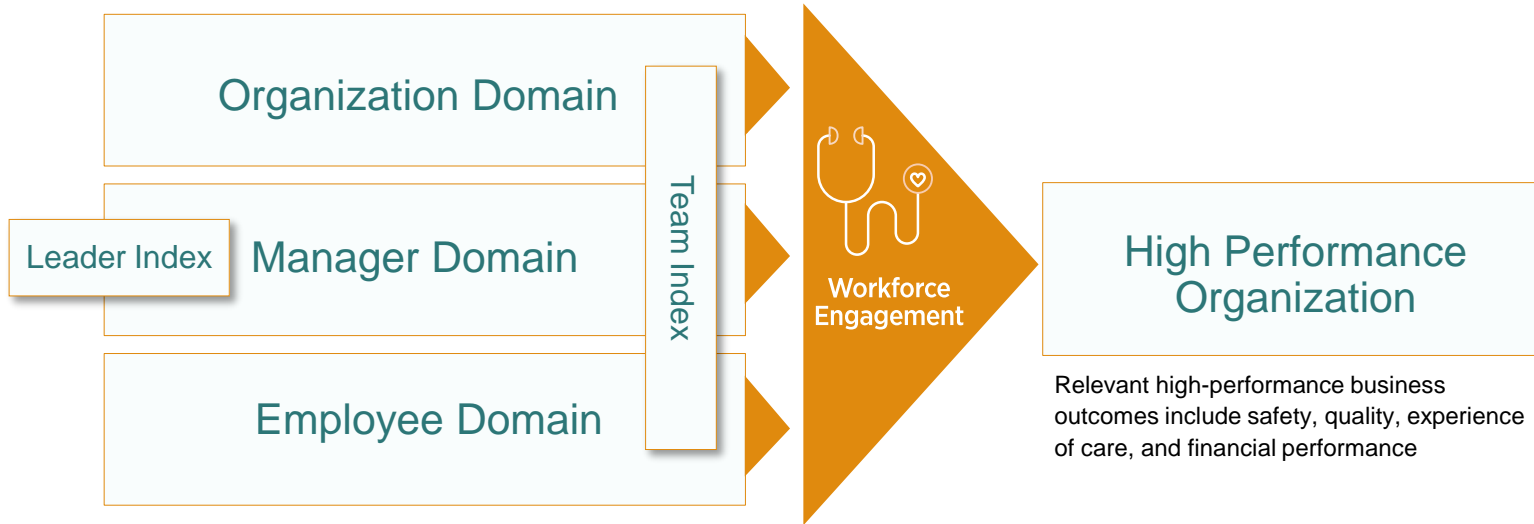 Organization Domain
Team Index
Leader Index
Manager Domain
Employee Domain
Workforce
Engagement
High Performance
Organization
Relevant high-performance business
outcomes include safety, quality, experience
of care, and financial performance